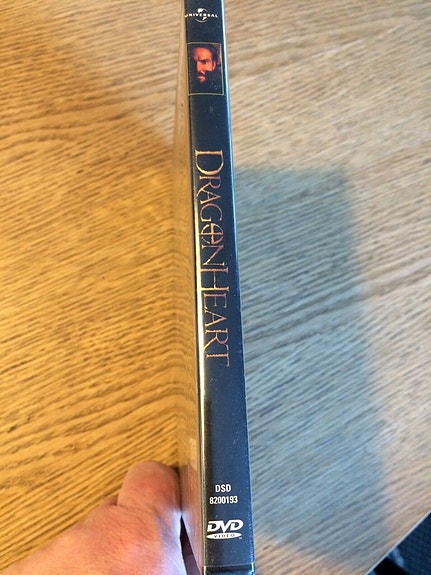 UNIVERSAL
DRAGONHEART
DSD
8200193
DVD
VIDEO